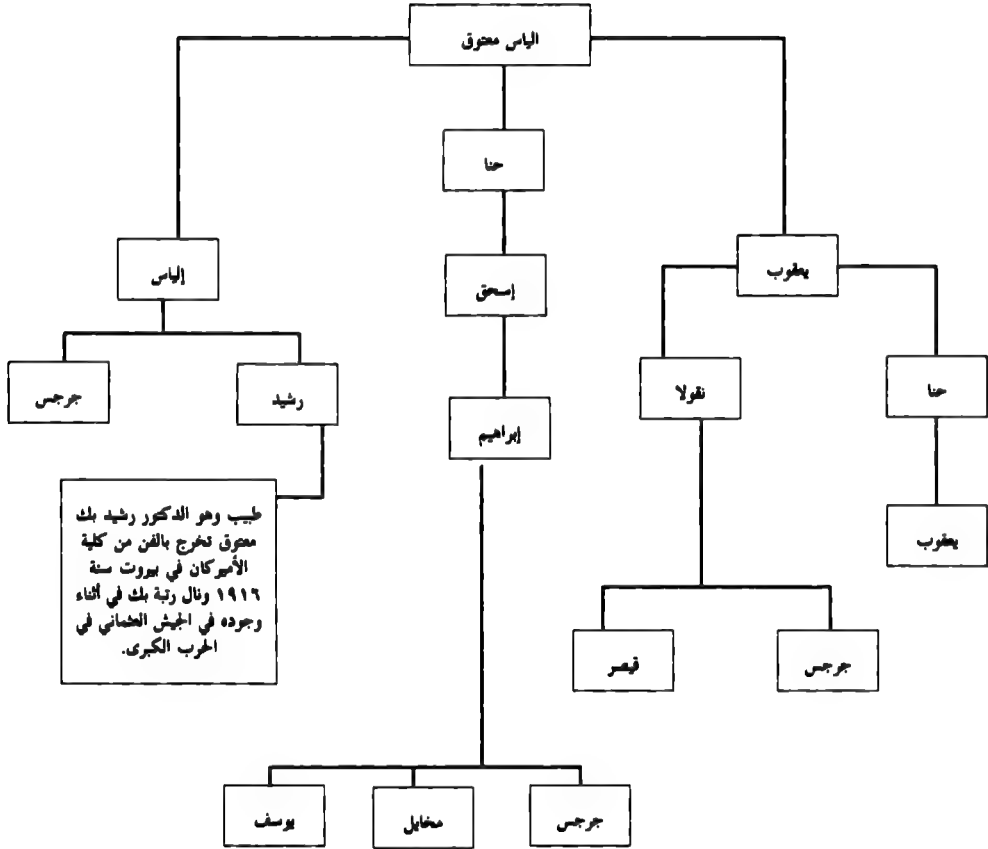 الياس معتوق
حنا
يعقوب
إلياس
إسحق
حنا
نقولا
رشيد
جرجس
إبراهيم
طبيب وهو الدكتور رشيد بك
معتوق تخرج بالفن من كلية
الأميركان في بيروت سنة
١٩١٦ ونال رتبة بك في أثناء
وجوده في الجيش العثماني في
الحرب الكبرى.
يعقوب
جرجس
قيصر
جرجس
مخايل
يوسف